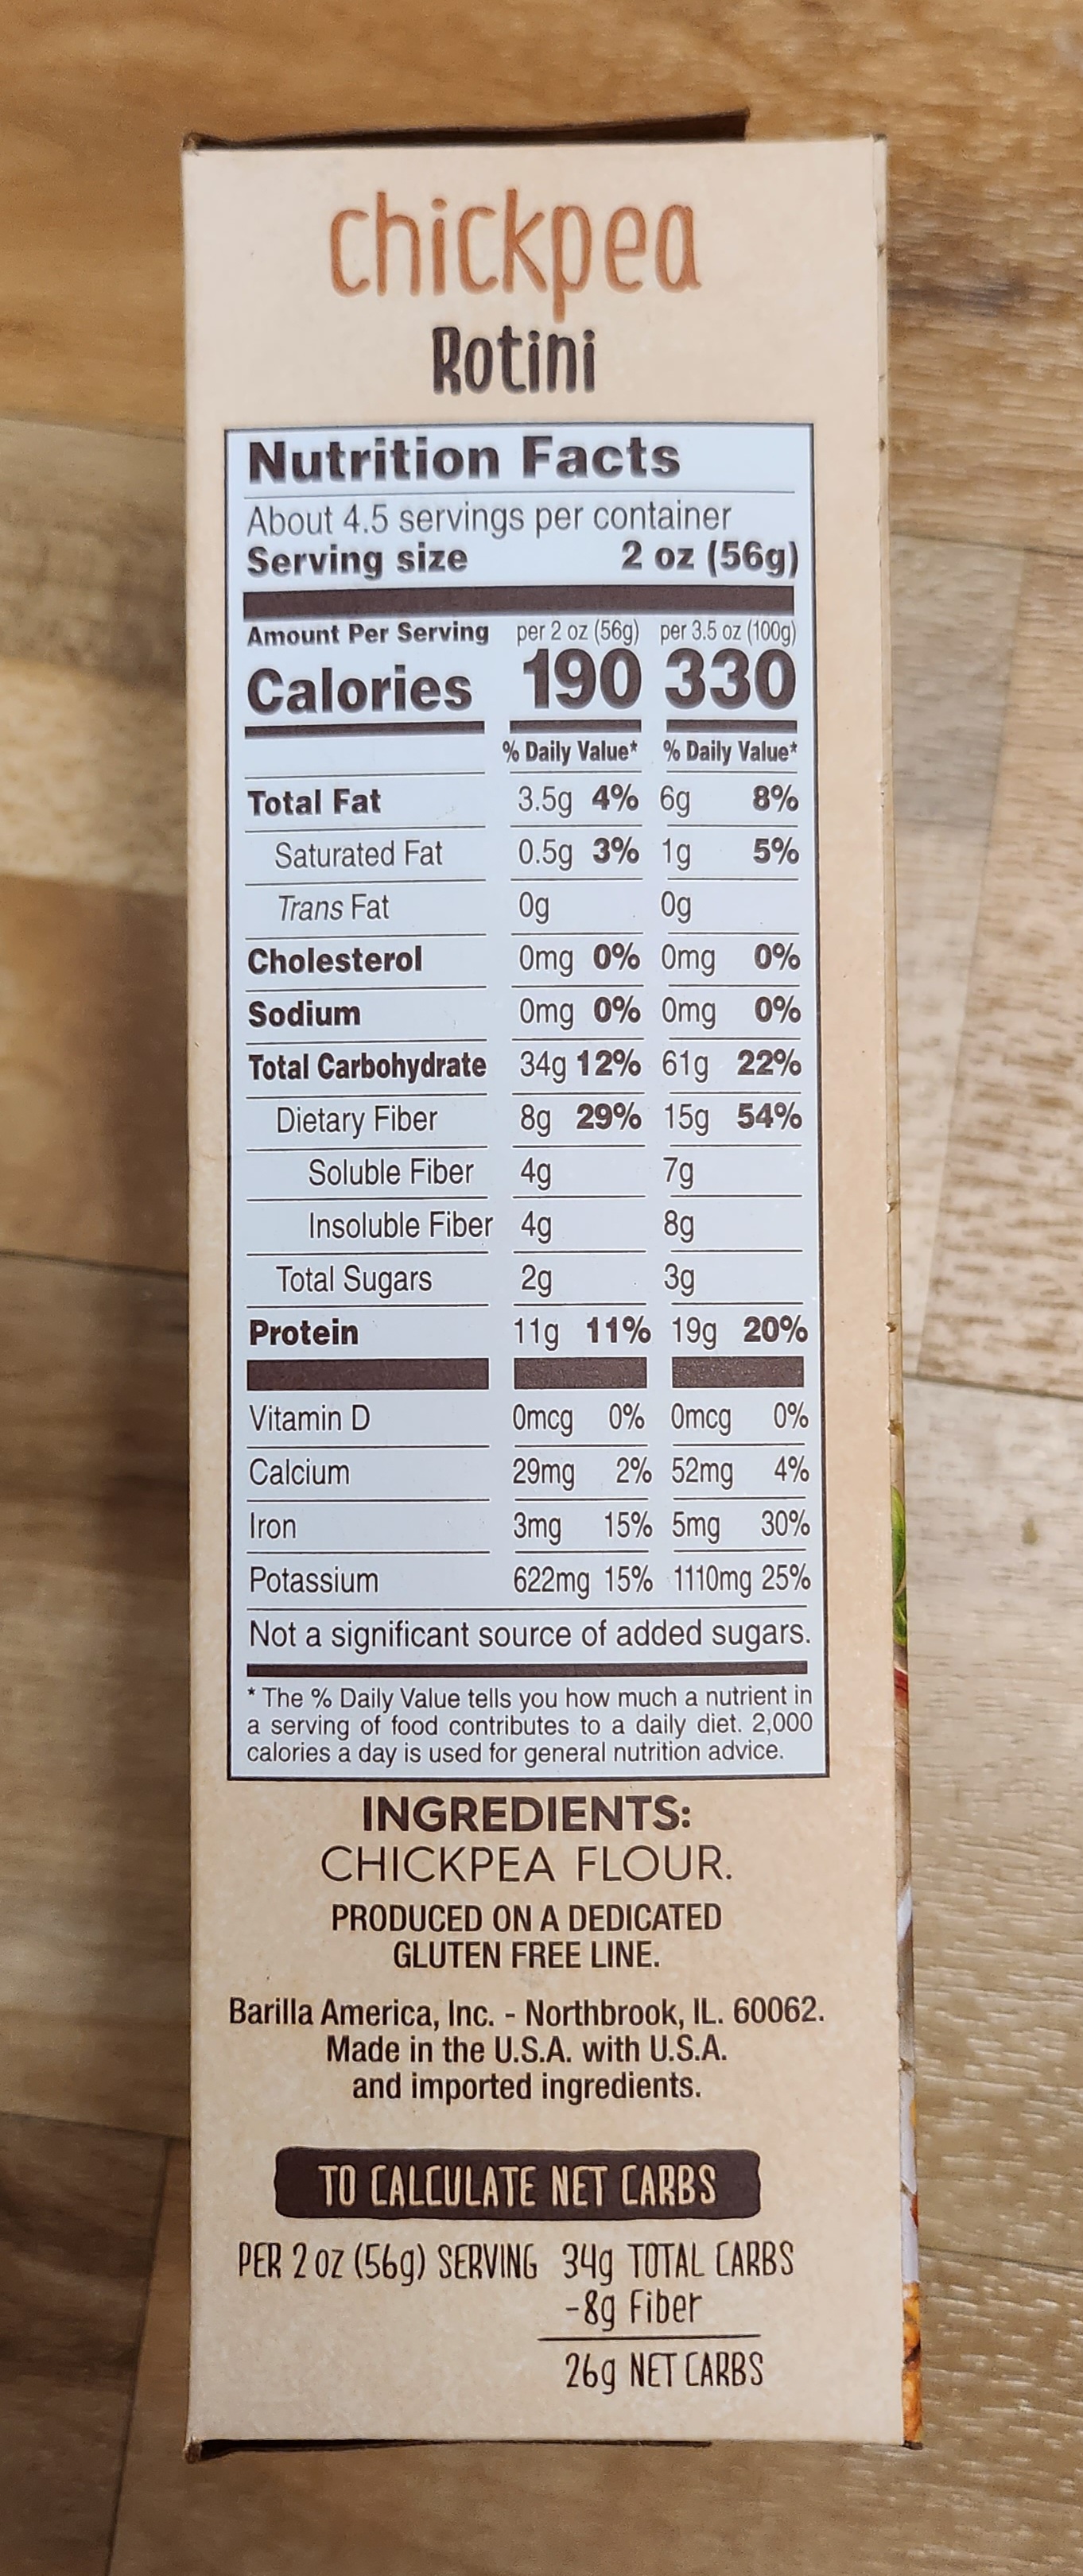 chickpea
Rotini
Nutrition Facts
About 4.5 servings per container
Serving size 2 oz (56g)
Amount Per Serving per 2 oz (56g) per 3.5 oz (100g)
Calories 190 330
% Daily Value* % Daily Value*
Total Fat 3.5g 4% 6g 8%
Saturated Fat 0.5g 3% 1g 5%
Trans Fat 0g 0g
Cholesterol 0mg 0% 0mg 0%
Sodium 0mg 0% 0mg 0%
Total Carbohydrate 34g 12% 61g 22%
Dietary Fiber 8g 29% 15g 54%
Soluble Fiber 4g 7g
Insoluble Fiber 4g 8g
Total Sugars 2g 3g
Protein 11g 11% 19g 20%
Vitamin D 0mcg 0% 0mcg 0%
Calcium 29mg 2% 52mg 4%
Iron 3mg 15% 5mg 30%
Potassium 622mg 15% 1110mg 25%
Not a significant source of added sugars.
* The % Daily Value tells you how much a nutrient in
a serving of food contributes to a daily diet. 2,000
calories a day is used for general nutrition advice.
INGREDIENTS:
CHICKPEA FLOUR.
PRODUCED ON A DEDICATED
GLUTEN FREE LINE.
Barilla America, Inc. - Northbrook, IL. 60062.
Made in the U.S.A. with U.S.A.
and imported ingredients.
TO CALCULATE NET CARBS
PER 2 OZ (56g) SERVING 34g TOTAL CARBS
-8g Fiber
26g NET CARBS